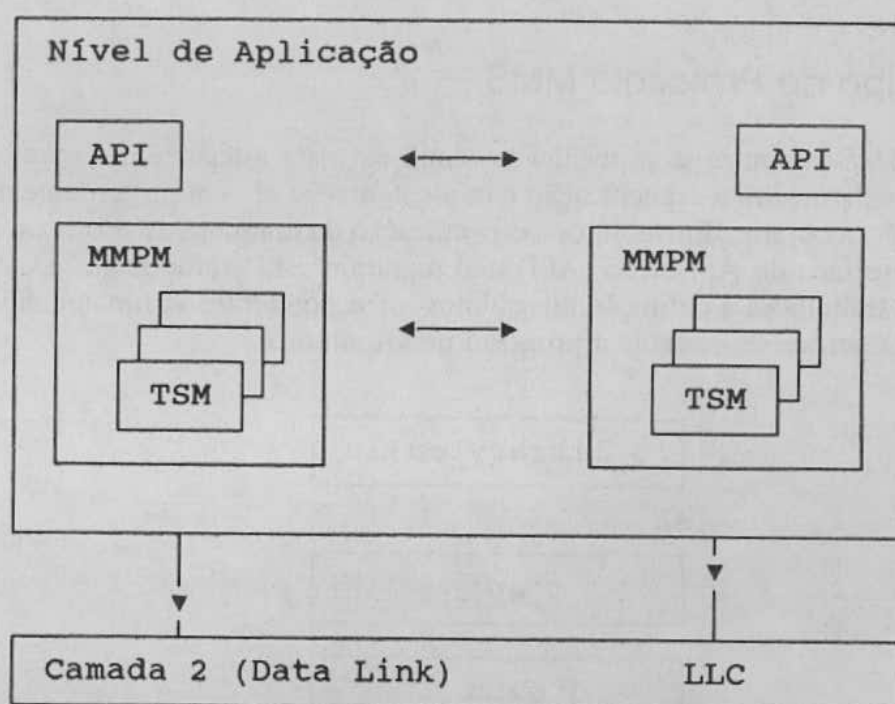 Nível de Aplicação
API
API
MMPM
MMPM
TSM
TSM
Camada 2 (Data Link)
LLC